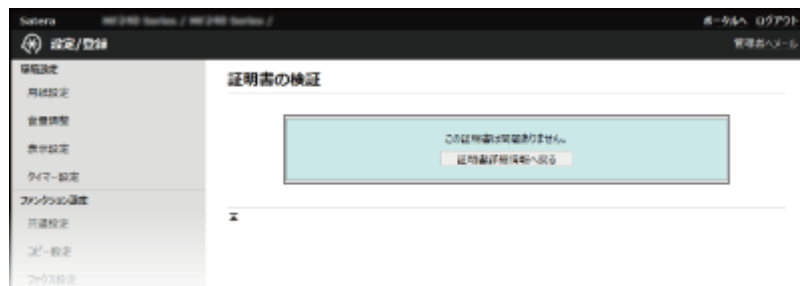 Satera
MF240 Series / MF240 Series /
ポータルへ ログアウト
設定/登録
管理者へメール
環境設定
用紙設定
音量調整
表示設定
タイマー設定
ファンクション設定
共通設定
コピー設定
ファクス設定
証明書の検証
この証明書は問題ありません。
証明書詳細情報へ戻る